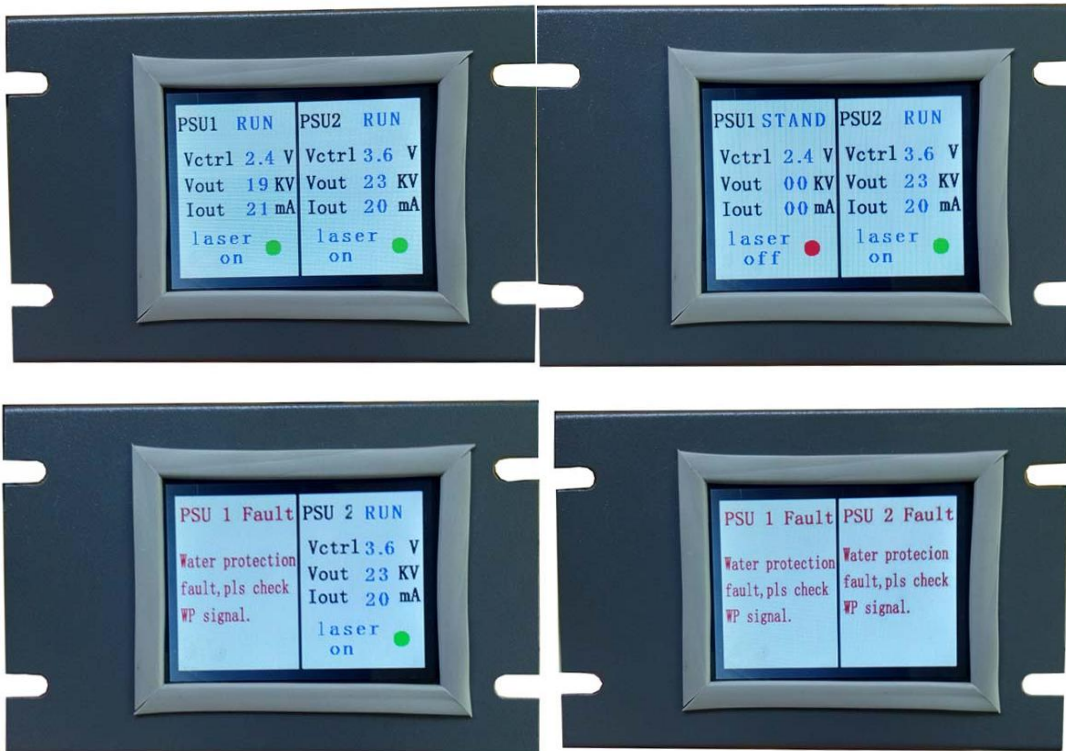 PSU1 RUN
Vctrl 2.4 V
Vout 19 KV
Iout 21 mA
laser
on
PSU2 RUN
Vctrl 3.6 V
Vout 23 KV
Iout 20 mA
laser
on
PSU1 STAND
Vctrl 2.4 V
Vout 00 KV
Iout 00 mA
laser
off
PSU2 RUN
Vctrl 3.6 V
Vout 23 KV
Iout 20 mA
laser
on
PSU 1 Fault
Water protection
fault,pls check
WP signal.
PSU 2 RUN
Vctrl 3.6 V
Vout 23 KV
Iout 20 mA
laser
on
PSU 1 Fault
Water protection
fault,pls check
WP signal.
PSU 2 Fault
Water protecion
fault,pls check
WP signal.